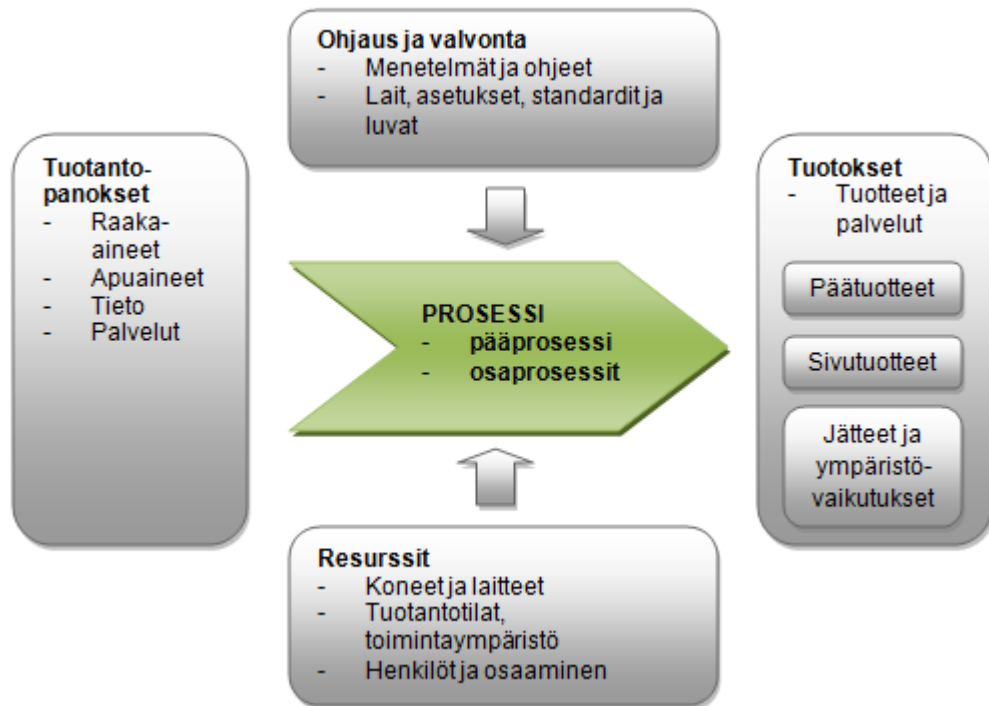 Ohjaus ja valvonta
- Menetelmät ja ohjeet
- Lait, asetukset, standardit ja
luvat
Tuotanto-
panokset
- Raaka-
aineet
- Apuaineet
- Tieto
- Palvelut
PROSESSI
- pääprosessi
- osaprosessit
Tuotokset
- Tuotteet ja
palvelut
Päätuotteet
Sivutuotteet
Jätteet ja
ympäristö-
vaikutukset
Resurssit
- Koneet ja laitteet
- Tuotantotilat,
toimintaympäristö
- Henkilöt ja osaaminen